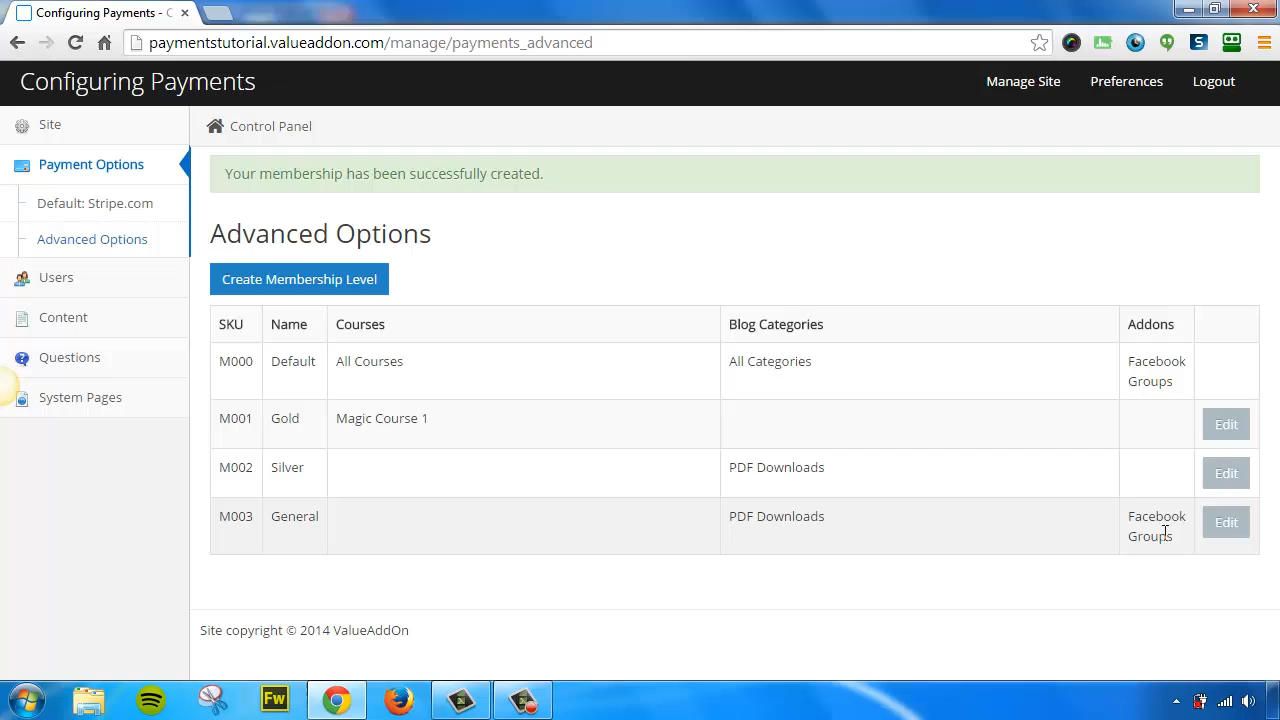 Configuring Payments - C
paymentstutorial.valueaddon.com/manage/payments_advanced
Configuring Payments
Manage Site
Preferences
Logout
Site
Payment Options
Default: Stripe.com
Advanced Options
Users
Content
Questions
System Pages
Control Panel
Your membership has been successfully created.
Advanced Options
Create Membership Level
SKU Name Courses Blog Categories Addons
M000 Default All Courses All Categories Facebook
Groups
M001 Gold Magic Course 1 Edit
M002 Silver PDF Downloads Edit
M003 General PDF Downloads Facebook Edit
Groups
Site copyright © 2014 ValueAddOn
Fw